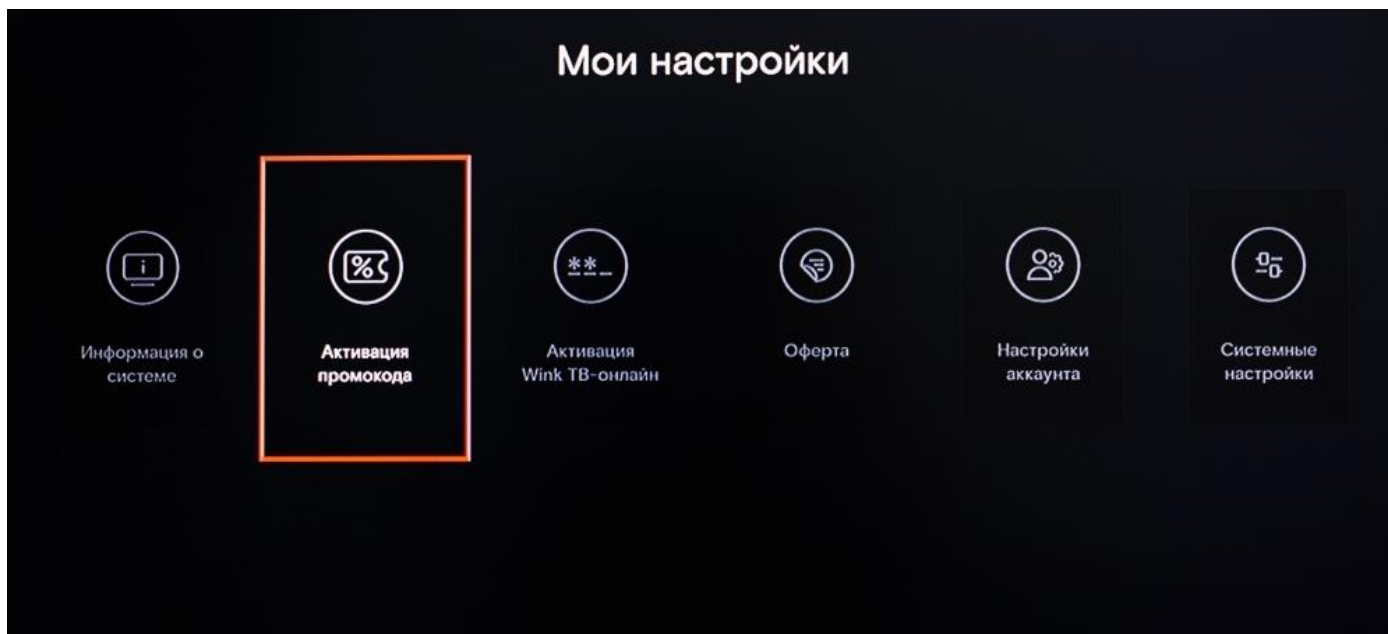 Мои настройки
Информация о
системе
Активация
промокода
Активация
Wink ТВ-онлайн
Оферта
Настройки
аккаунта
Системные
настройки